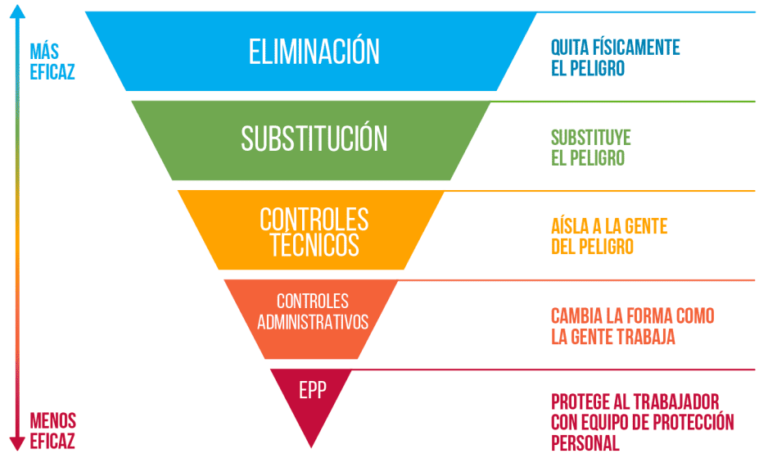 MÁS
EFICAZ
ELIMINACIÓN
QUITA FÍSICAMENTE
EL PELIGRO
SUBSTITUCIÓN
SUBSTITUYE
EL PELIGRO
CONTROLES
TÉCNICOS
AÍSLA A LA GENTE
DEL PELIGRO
CONTROLES
ADMINISTRATIVOS
CAMBIA LA FORMA COMO
LA GENTE TRABAJA
EPP
PROTEGE AL TRABAJADOR
CON EQUIPO DE PROTECCIÓN
PERSONAL
MENOS
EFICAZ